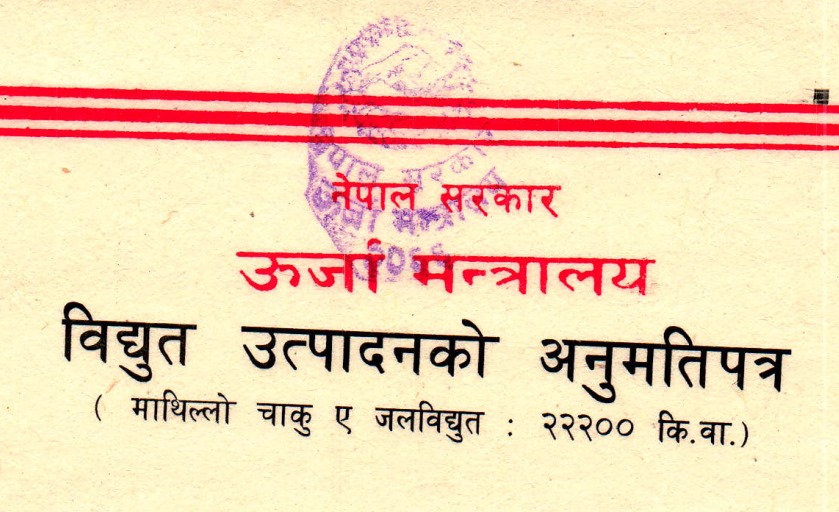 नेपाल सरकार
ऊर्जा मन्त्रालय
विद्युत उत्पादनको अनुमतिपत्र
( माथिल्लो चाकु ए जलविद्युत : २२२०० कि.वा.)